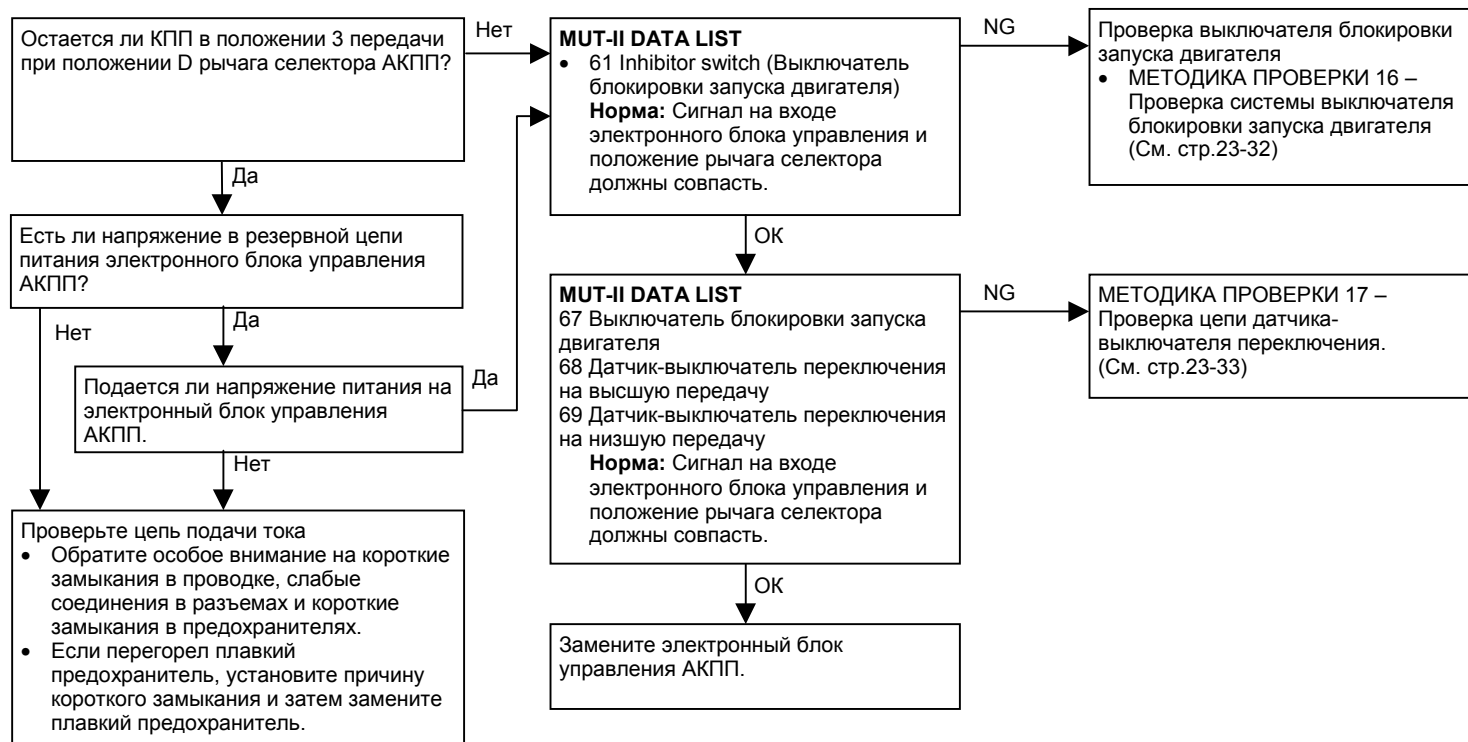 Остается ли КПП в положении 3 передачи
при положении D рычага селектора АКПП?
Нет
MUT-II DATA LIST
• 61 Inhibitor switch (Выключатель
блокировки запуска двигателя)
Норма: Сигнал на входе
электронного блока управления и
положение рычага селектора
должны совпасть.
NG
Проверка выключателя блокировки
запуска двигателя
• МЕТОДИКА ПРОВЕРКИ 16 –
Проверка системы выключателя
блокировки запуска двигателя
(См. стр.23-32)
Да
Есть ли напряжение в резервной цепи
питания электронного блока управления
АКПП?
ОК
MUT-II DATA LIST
67 Выключатель блокировки запуска
двигателя
68 Датчик-выключатель переключения
на высшую передачу
69 Датчик-выключатель переключения
на низшую передачу
Норма: Сигнал на входе
электронного блока управления и
положение рычага селектора
должны совпасть.
NG
МЕТОДИКА ПРОВЕРКИ 17 –
Проверка цепи датчика-
выключателя переключения.
(См. стр.23-33)
Нет
Да
Подается ли напряжение питания на
электронный блок управления
АКПП.
Да
Нет
Проверьте цепь подачи тока
• Обратите особое внимание на короткие
замыкания в проводке, слабые
соединения в разъемах и короткие
замыкания в предохранителях.
• Если перегорел плавкий
предохранитель, установите причину
короткого замыкания и затем замените
плавкий предохранитель.
ОК
Замените электронный блок
управления АКПП.